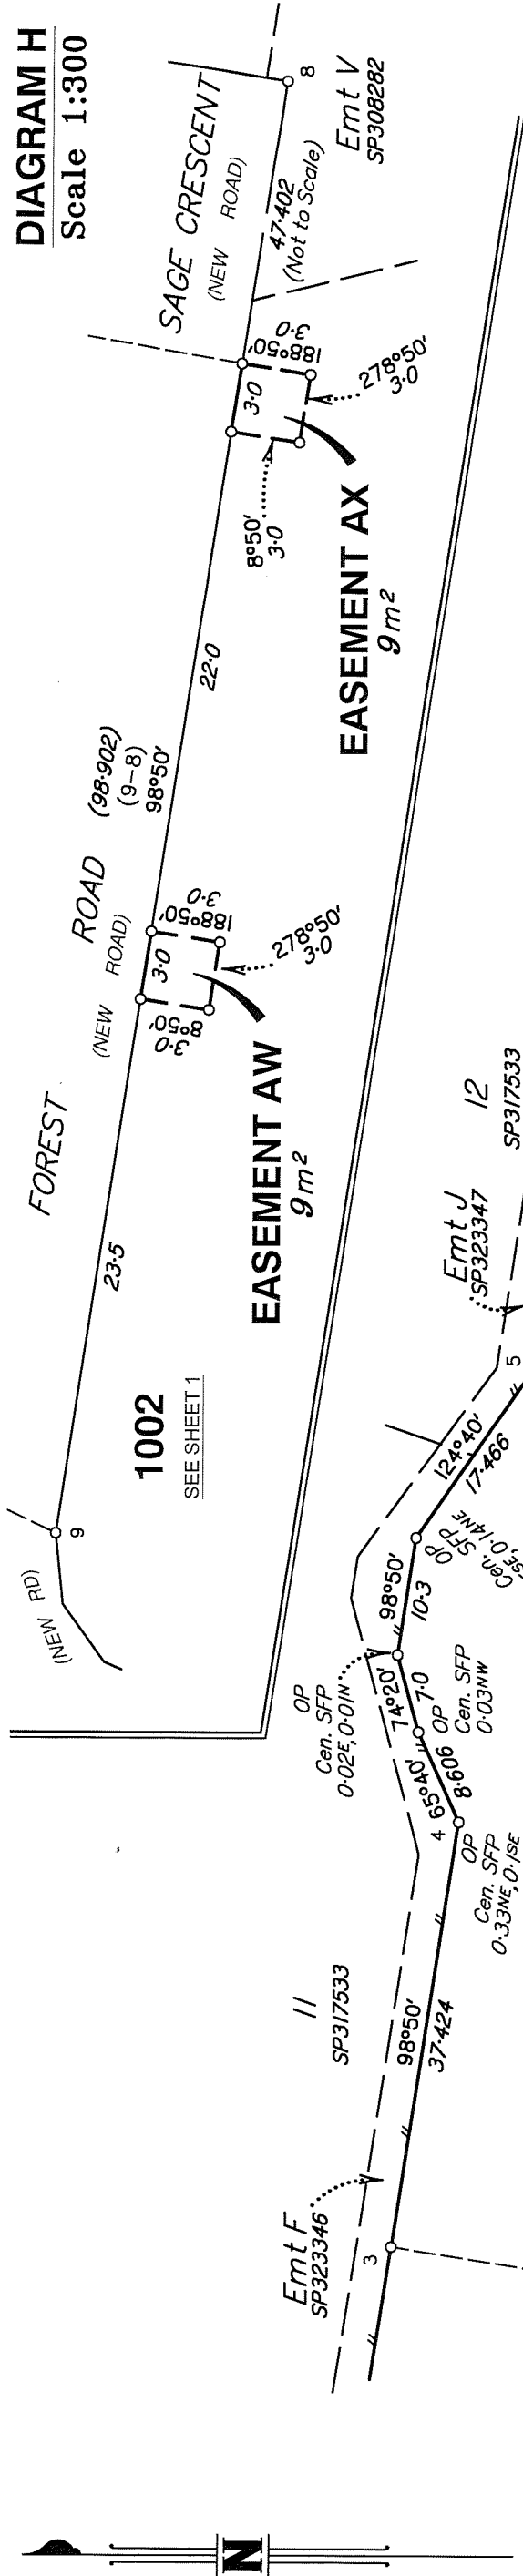 DIAGRAM H
Scale 1:300
SAGE CRESCENT
(NEW ROAD)
8
Emt V
SP308282
47·402
(Not to Scale)
3·0
188°50'
3·0
278°50'
3·0
8°50'
3·0
EASEMENT AX
9m²
22·0
(98·902)
(9-8)
98°50'
FOREST ROAD
(NEW ROAD)
3·0
188°50'
3·0
278°50'
3·0
8°50'
3·0
EASEMENT AW
9m²
23·5
1002
SEE SHEET 1
9
(NEW RD)
12
SP317533
Emt J
SP323347
5
124°40'
17·466
OP
Cen. SFP
98°50'
10·3
OP
Cen. SFP
0·02E, 0·01N
74°20'
7·0
OP
Cen. SFP
0·03NW
65°40'
8·606
4
OP
Cen. SFP
0·33NE, 0·1SE
11
SP317533
98°50'
37·424
Emt F
SP323346
3
N